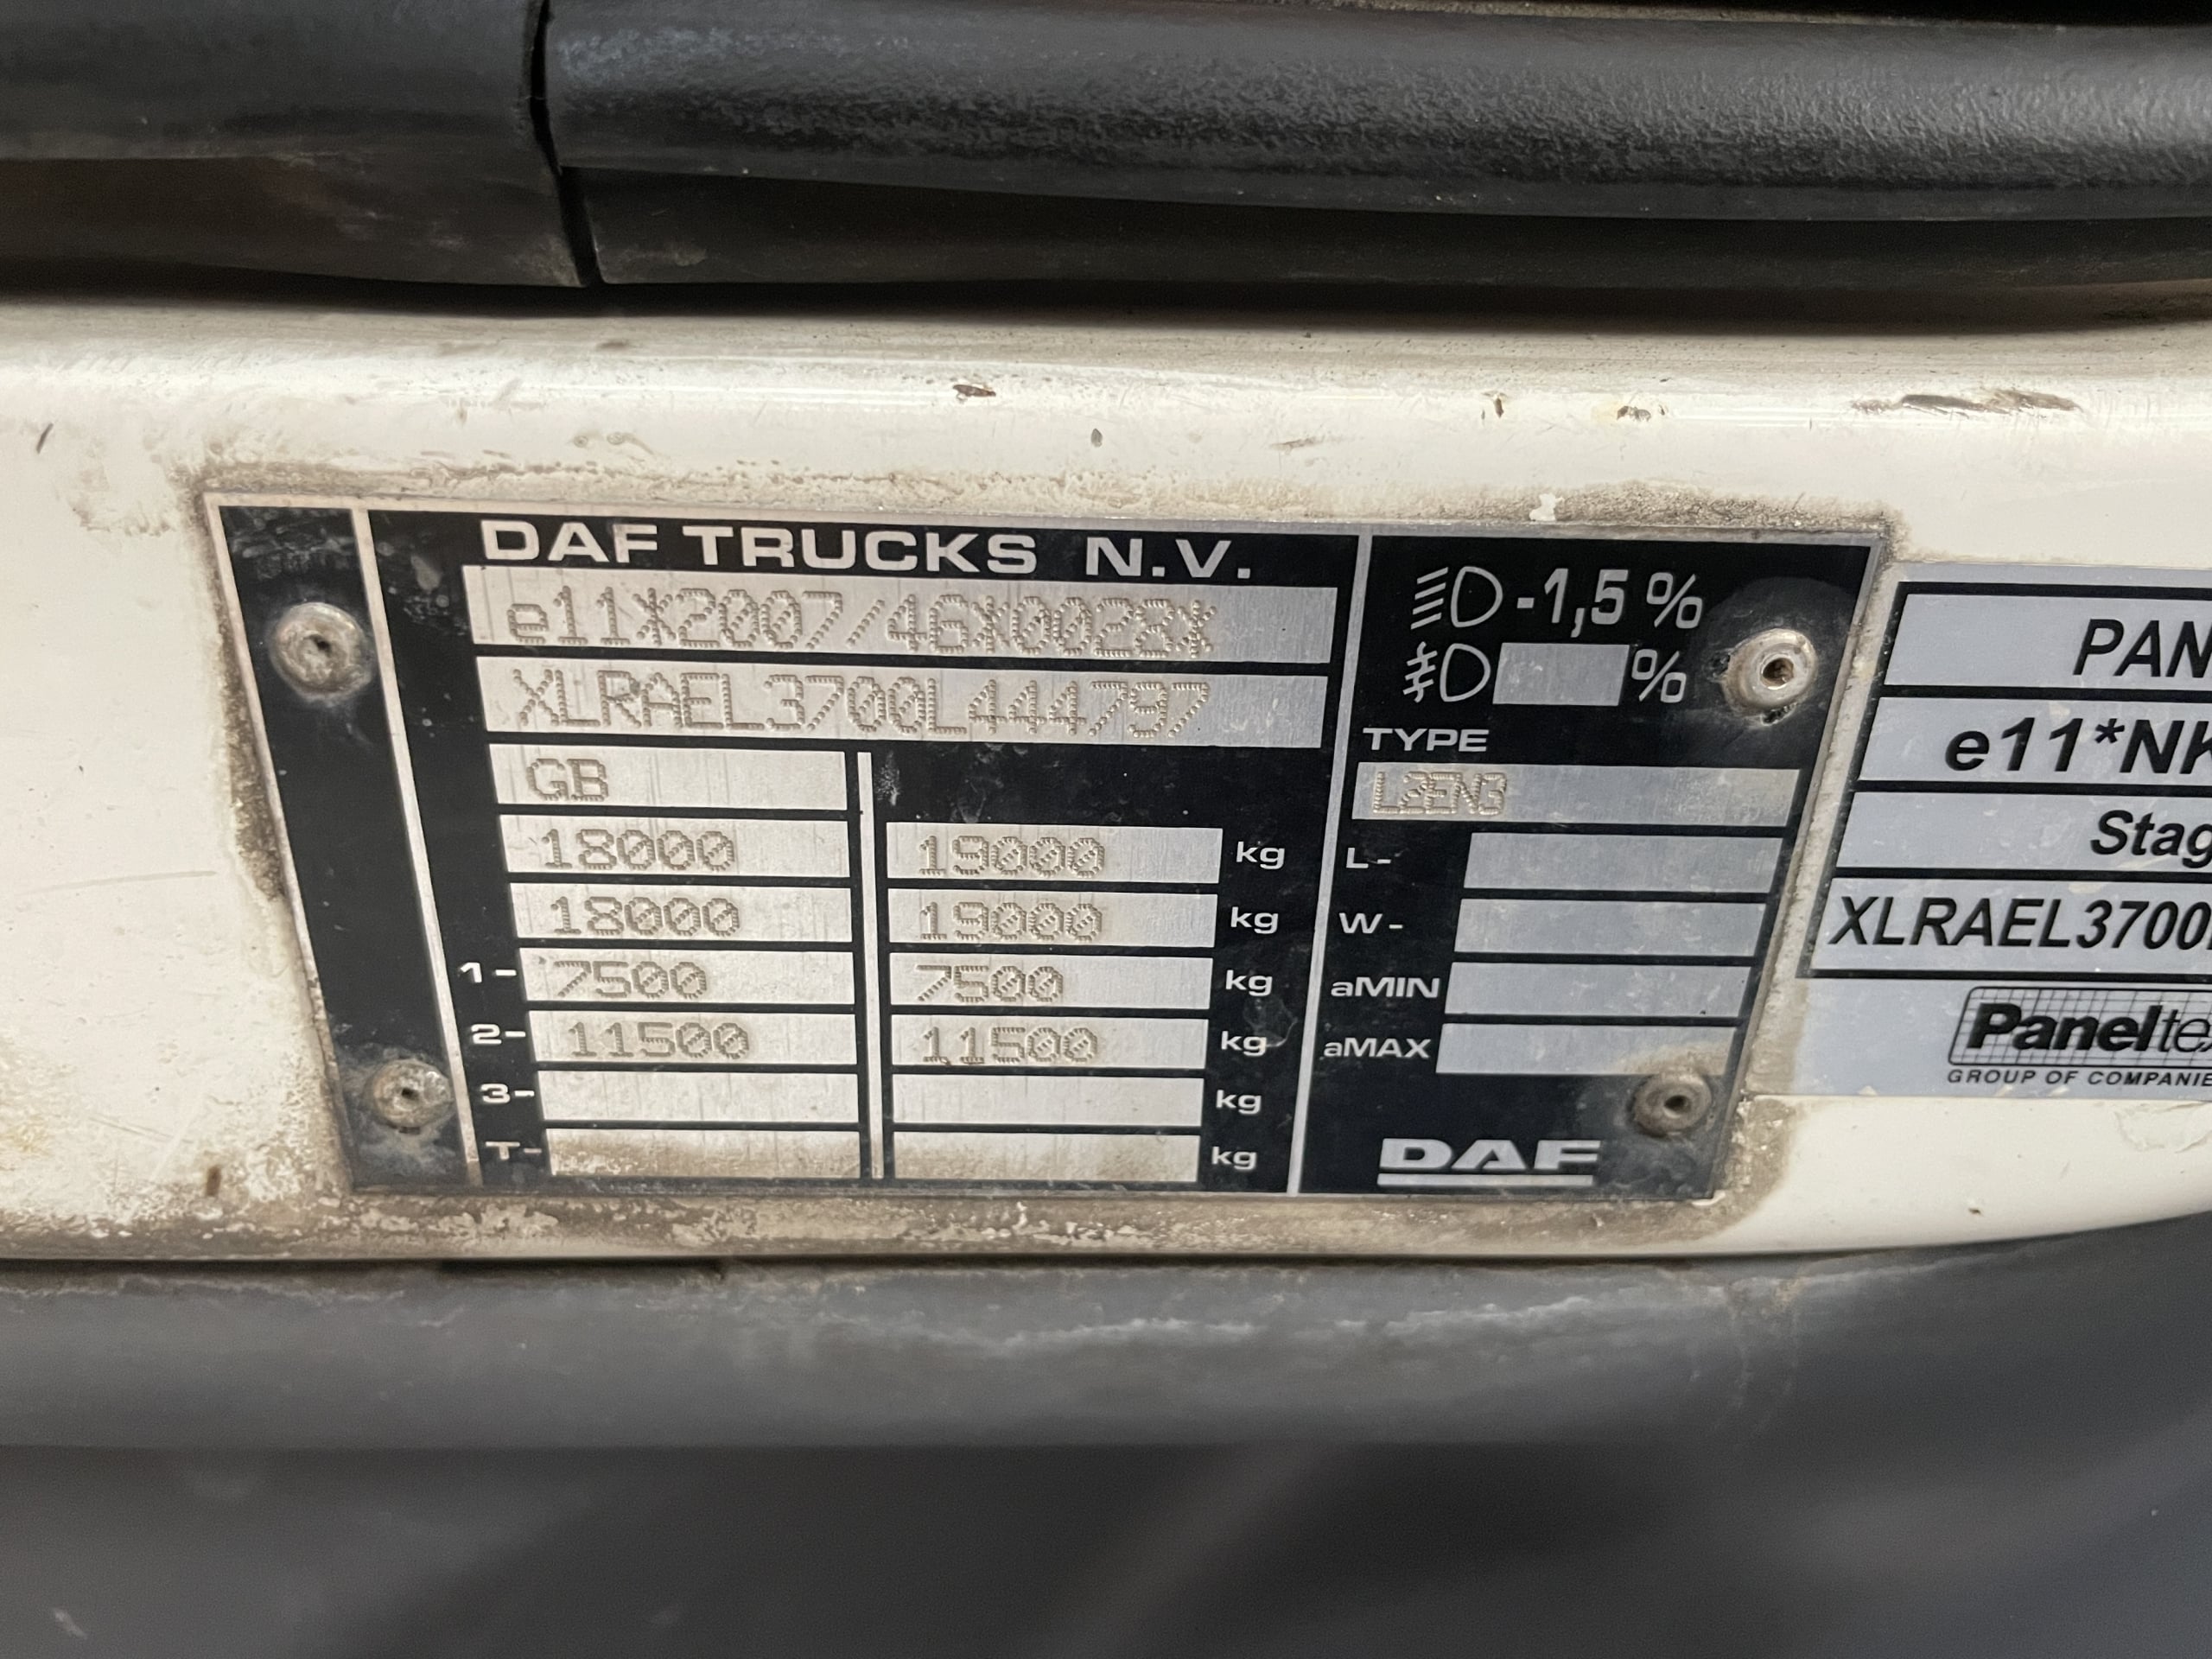 DAF TRUCKS N.V.
e11*2007/46*0028*
XLRAEL3700L444797
GB
18000 19000 kg
18000 19000 kg
1- 7500 7500 kg
2- 11500 11500 kg
3- kg
T- kg
-1,5 %
%
TYPE
L2EN3
L-
W-
aMIN
aMAX
DAF
PAN
e11*NK
Stag
XLRAEL3700
Paneltex
GROUP OF COMPANIE